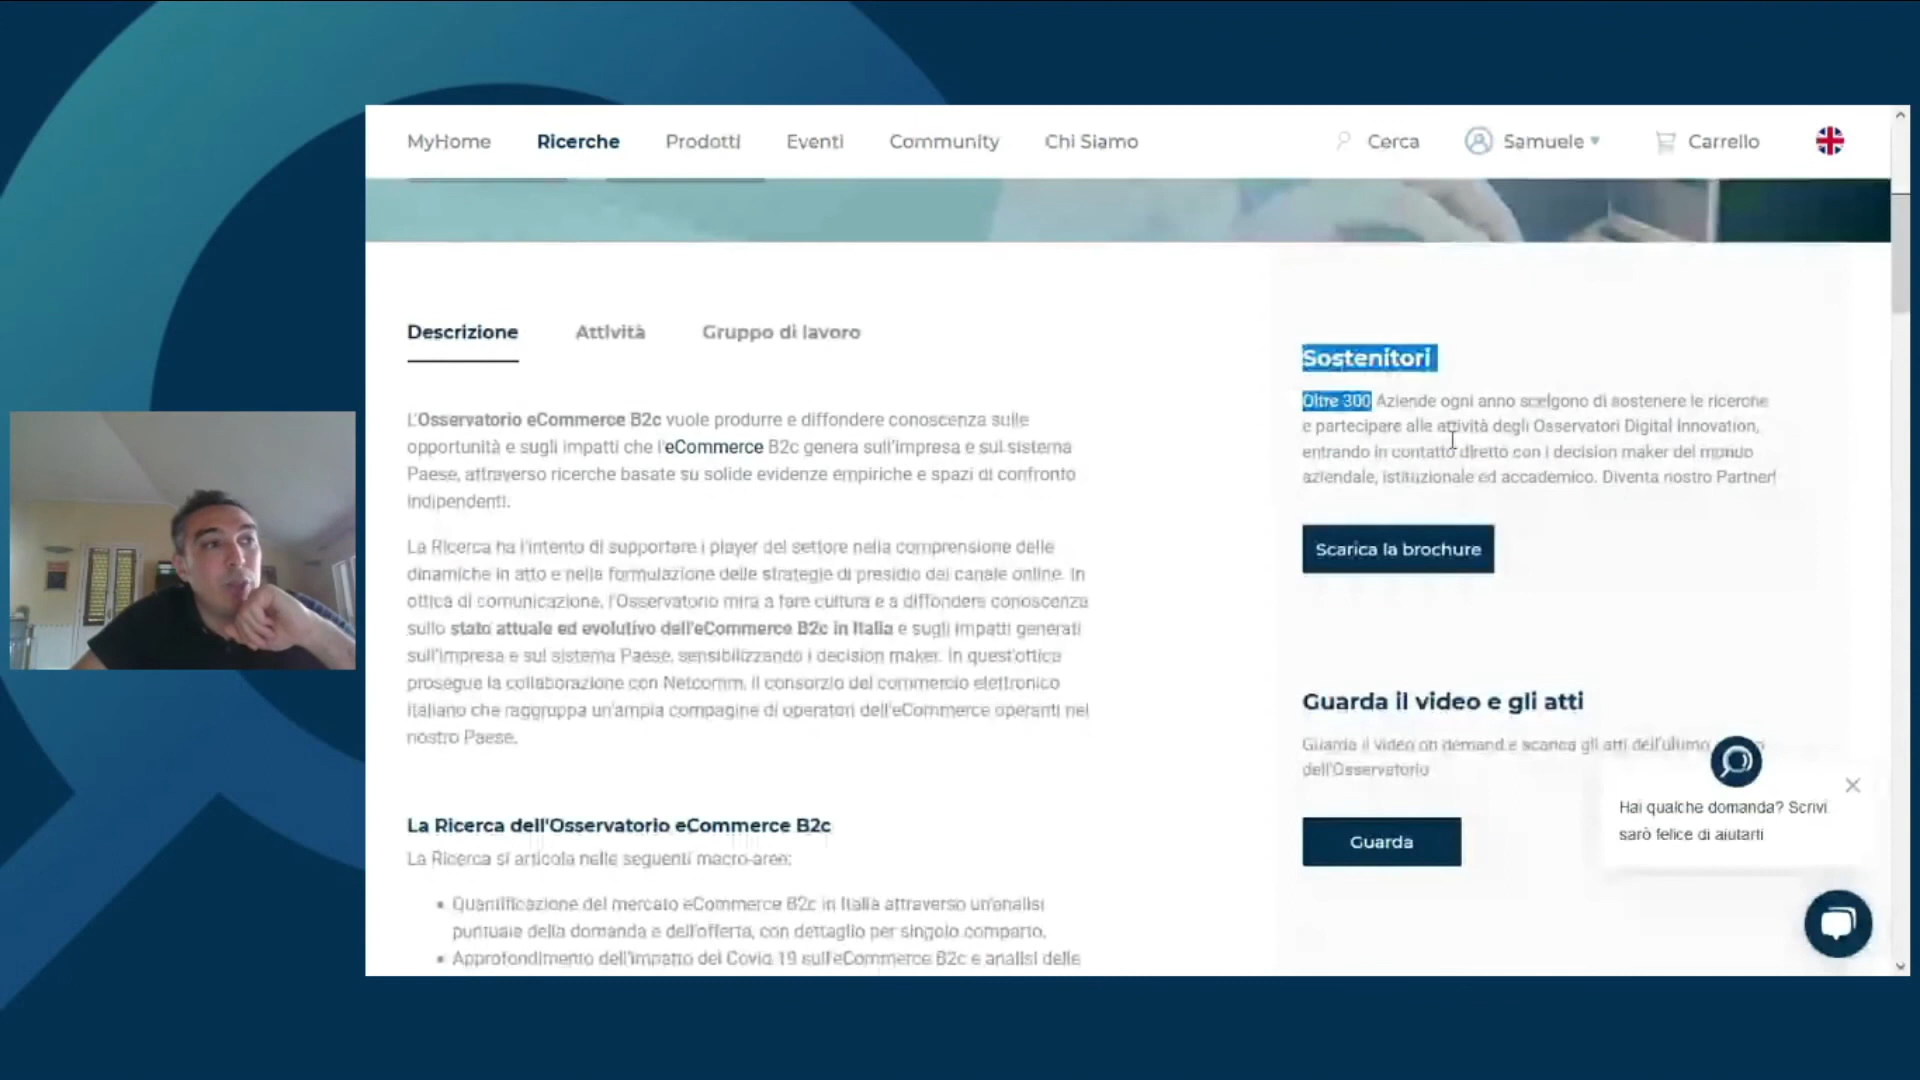 MyHome
Ricerche
Prodotti
Eventi
Community
Chi Siamo
Cerca
Samuele
Carrello
Descrizione
Attività
Gruppo di lavoro
L'Osservatorio eCommerce B2c vuole produrre e diffondere conoscenza sulle
opportunità e sugli impatti che l'eCommerce B2c genera sull'impresa e sul sistema
Paese, attraverso ricerche basate su solide evidenze empiriche e spazi di confronto
indipendenti.
La Ricerca ha l'intento di supportare i player del settore nella comprensione delle
dinamiche in atto e nella formulazione delle strategie di presidio del canale online. In
ottica di comunicazione, l'Osservatorio mira a fare cultura e a diffondere conoscenza
sullo stato attuale ed evolutivo dell'eCommerce B2c in Italia e sugli impatti generati
sull'impresa e sul sistema Paese, sensibilizzando i decision maker. In quest'ottica
prosegue la collaborazione con Netcomm, il consorzio del commercio elettronico
italiano che raggruppa un'ampia compagine di operatori dell'eCommerce operanti nel
nostro Paese.
La Ricerca dell'Osservatorio eCommerce B2c
La Ricerca si articola nelle seguenti macro-aree:
Quantificazione del mercato eCommerce B2c in Italia attraverso un'analisi
puntuale della domanda e dell'offerta, con dettaglio per singolo comparto.
Approfondimento dell'impatto del Covid 19 sull'eCommerce B2c e analisi delle
Sostenitori
Oltre 300 Aziende ogni anno scelgono di sostenere le ricerche
e partecipare alle attività degli Osservatori Digital Innovation,
entrando in contatto diretto con i decision maker del mondo
aziendale, istituzionale ed accademico. Diventa nostro Partner!
Scarica la brochure
Guarda il video e gli atti
Guarda il video on demand e scarica gli atti dell'ultimo
dell'Osservatorio
Guarda
Hai qualche domanda? Scrivi
sarò felice di aiutarti